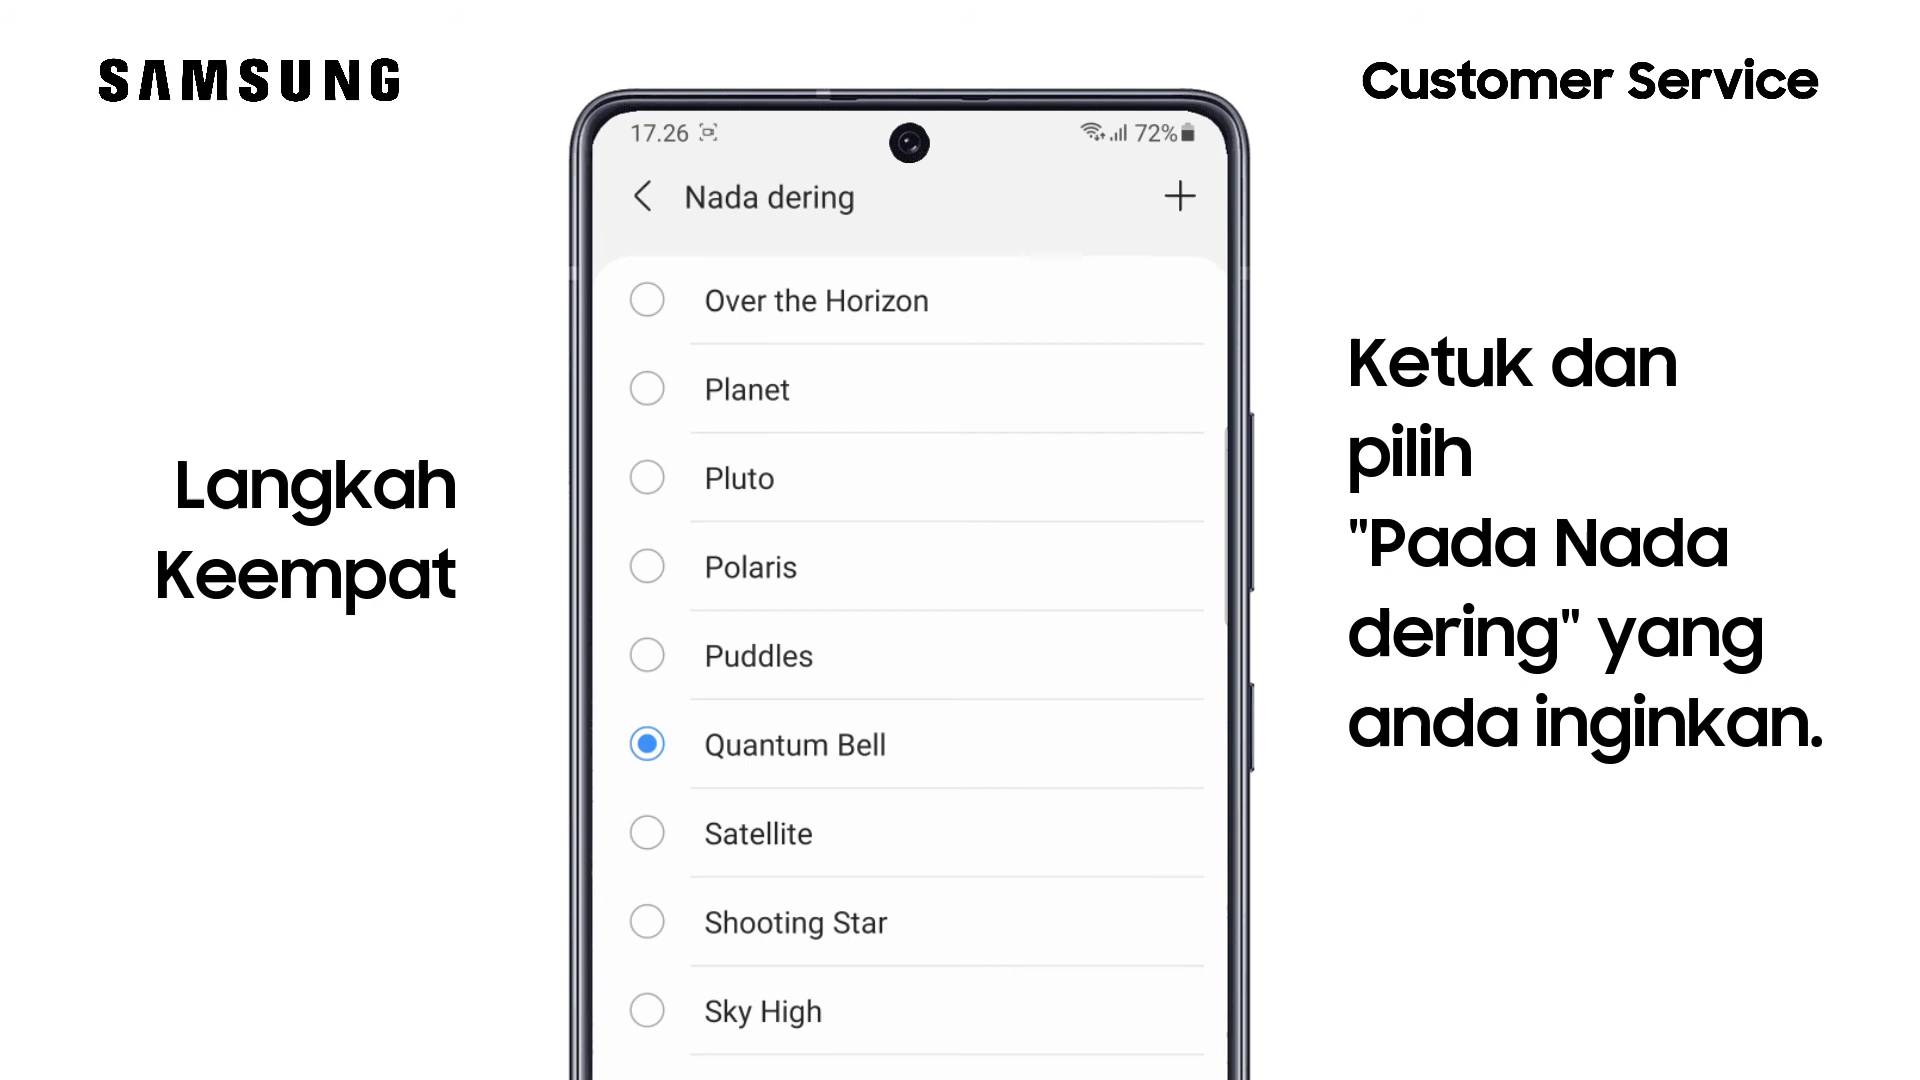 SAMSUNG
Customer Service
Langkah
Keempat
17.26
72%
Nada dering
Over the Horizon
Planet
Pluto
Polaris
Puddles
Quantum Bell
Satellite
Shooting Star
Sky High
Ketuk dan
pilih
"Pada Nada
dering" yang
anda inginkan.